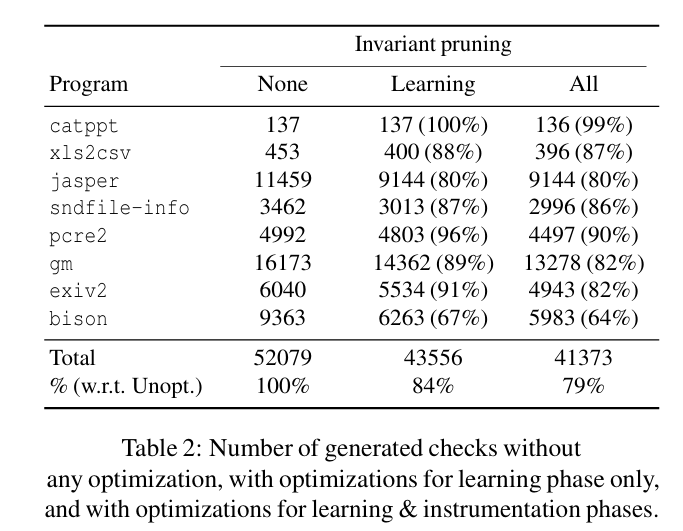 Invariant pruning
Program None Learning All
catppt 137 137 (100%) 136 (99%)
xls2csv 453 400 (88%) 396 (87%)
jasper 11459 9144 (80%) 9144 (80%)
sndfile-info 3462 3013 (87%) 2996 (86%)
pcre2 4992 4803 (96%) 4497 (90%)
gm 16173 14362 (89%) 13278 (82%)
exiv2 6040 5534 (91%) 4943 (82%)
bison 9363 6263 (67%) 5983 (64%)
Total 52079 43556 41373
% (w.r.t. Unopt.) 100% 84% 79%
Table 2: Number of generated checks without
any optimization, with optimizations for learning phase only,
and with optimizations for learning & instrumentation phases.